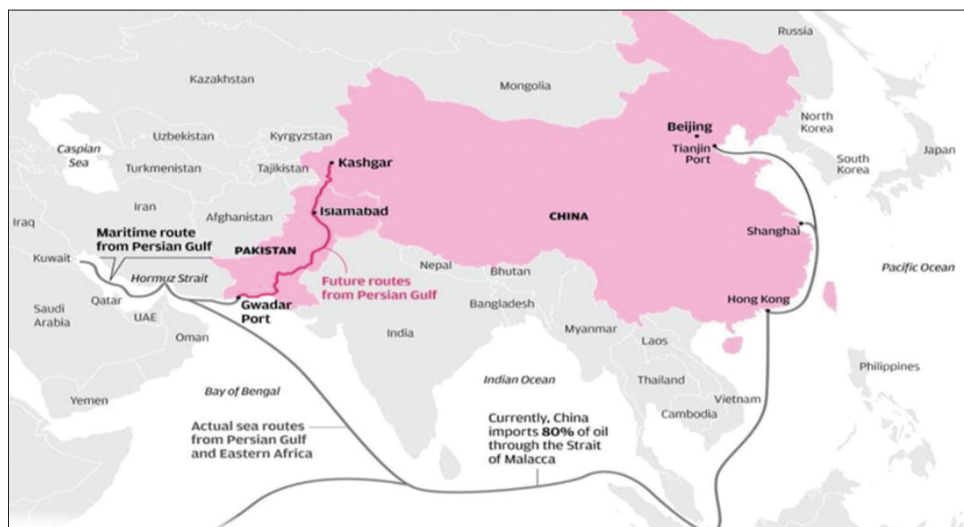 Russia
Kazakhstan
Mongolia
Uzbekistan
Kyrgyzstan
North
Korea
Beijing
Tianjin
Port
Caspian
Sea
Turkmenistan
Tajikistan
Kashgar
South
Korea
Japan
Iran
Afghanistan
Islamabad
CHINA
Iraq
Maritime route
from Persian Gulf
PAKISTAN
Shanghai
Kuwait
Hormuz Strait
Future routes
from Persian Gulf
Nepal
Bhutan
Pacific Ocean
Qatar
Gwadar
Port
Bangladesh
Hong Kong
Saudi
Arabia
UAE
India
Myanmar
Oman
Laos
Philippines
Yemen
Bay of Bengal
Indian Ocean
Thailand
Vietnam
Cambodia
Actual sea routes
from Persian Gulf
and Eastern Africa
Currently, China
imports 80% of oil
through the Strait
of Malacca